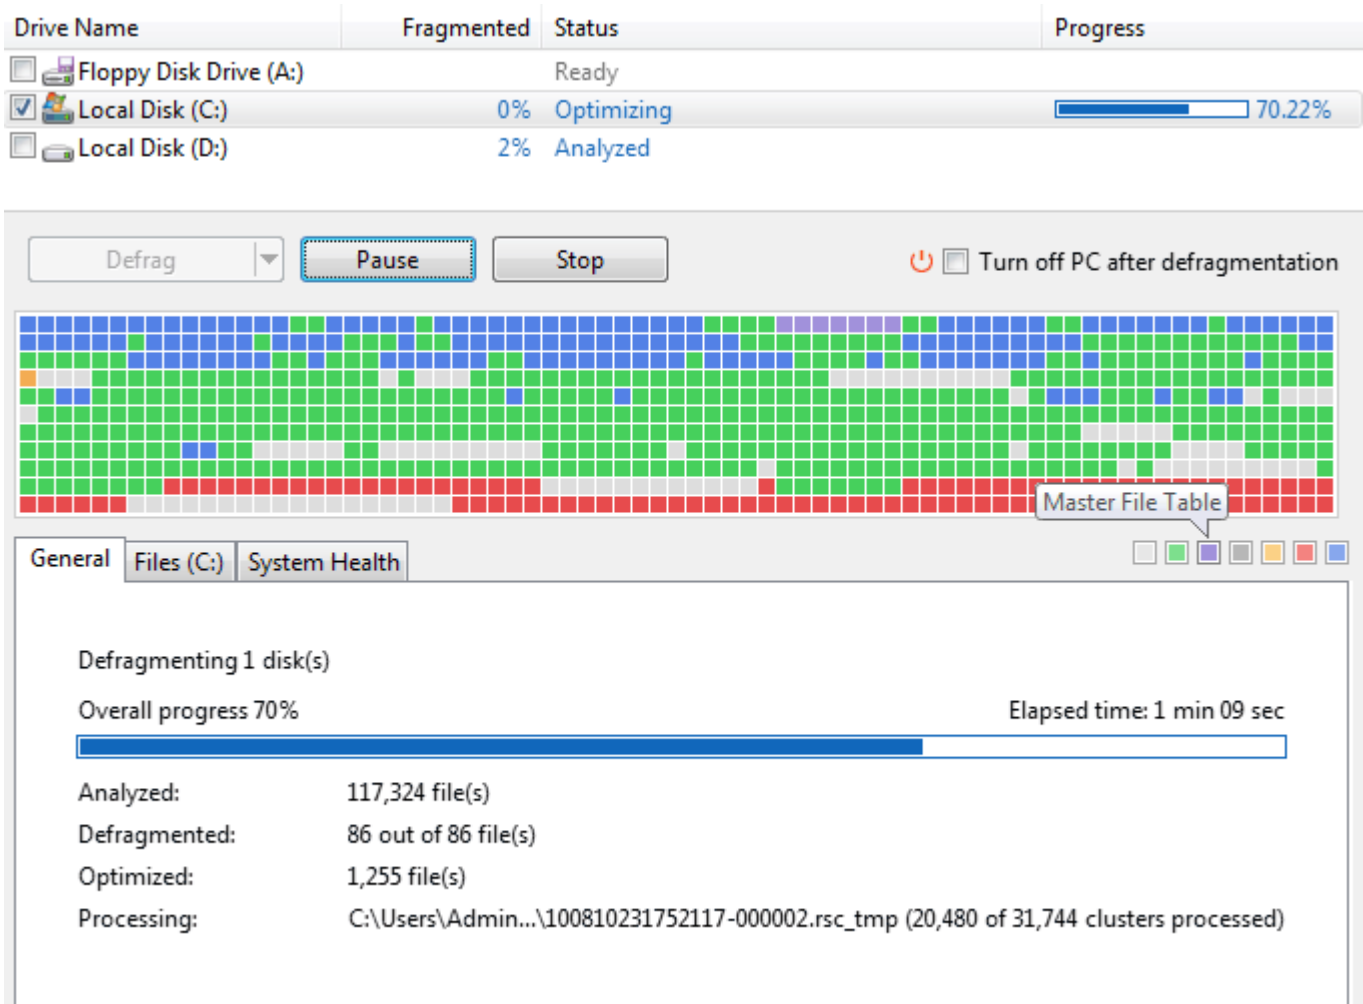 Drive Name Fragmented Status Progress
Floppy Disk Drive (A:) Ready
Local Disk (C:) 0% Optimizing 70.22%
Local Disk (D:) 2% Analyzed
Defrag Pause Stop Turn off PC after defragmentation
Master File Table
General Files (C:) System Health
Defragmenting 1 disk(s)
Overall progress 70% Elapsed time: 1 min 09 sec
Analyzed: 117,324 file(s)
Defragmented: 86 out of 86 file(s)
Optimized: 1,255 file(s)
Processing: C:\Users\Admin...\100810231752117-000002.rsc_tmp (20,480 of 31,744 clusters processed)